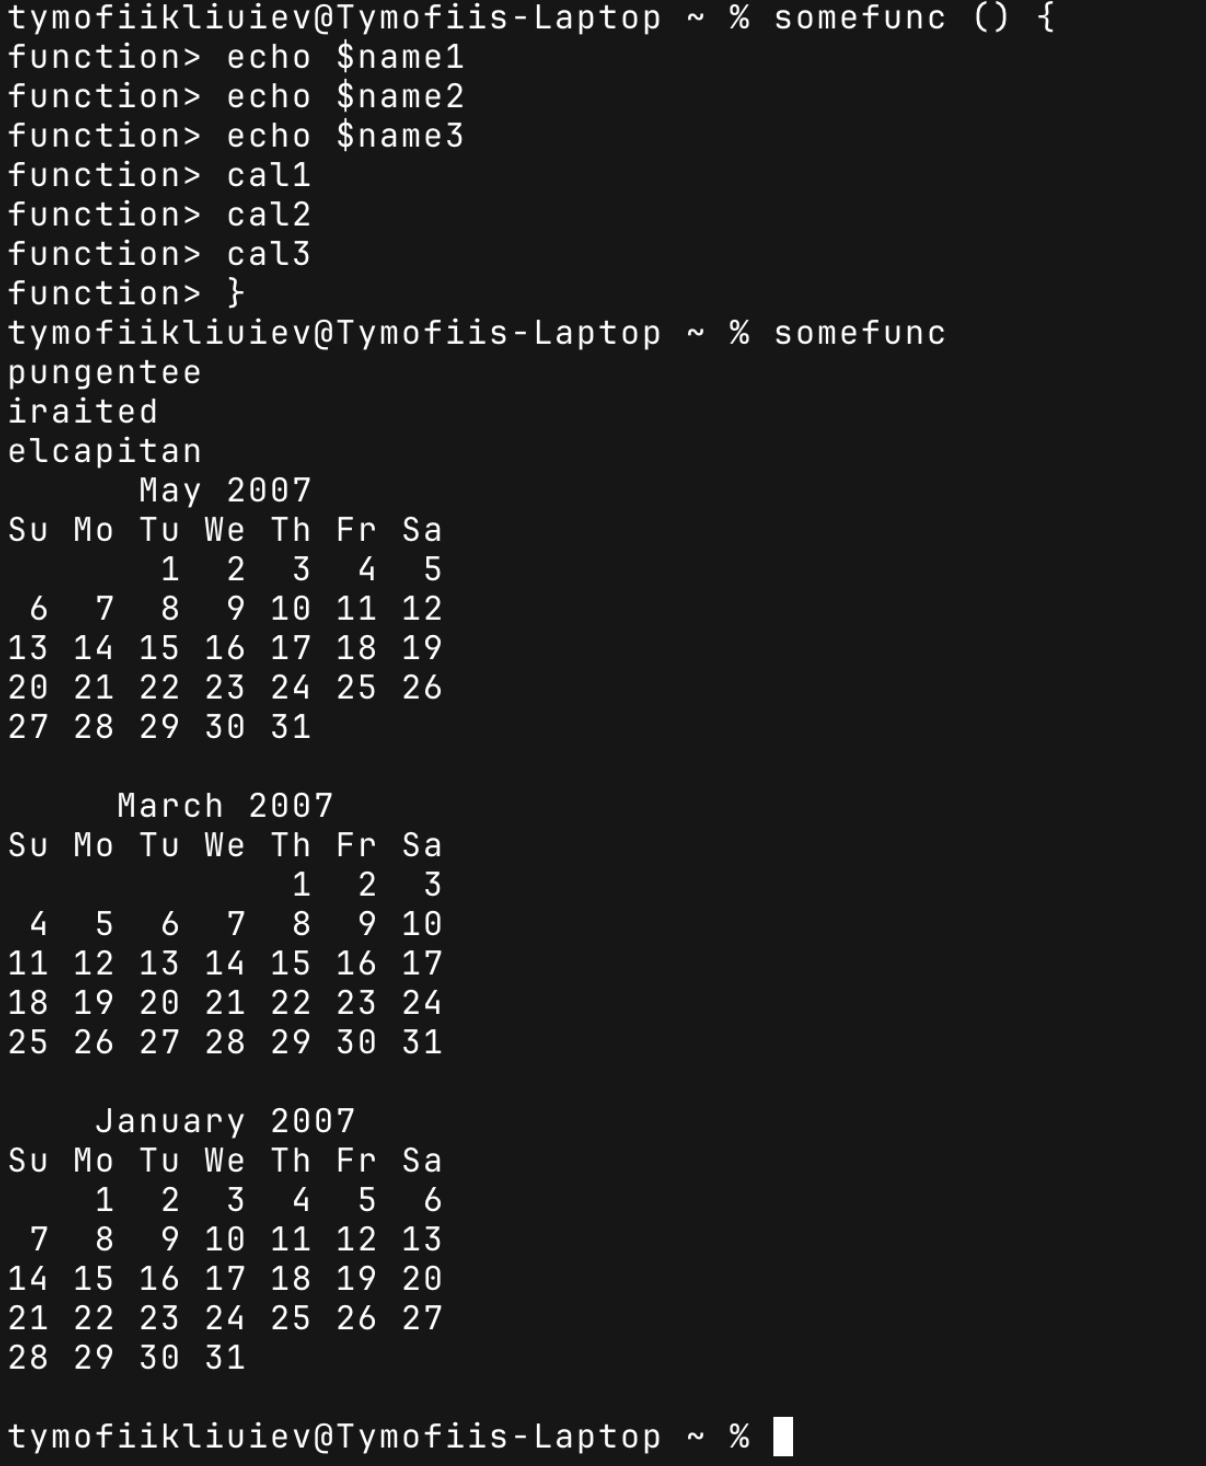 tymofiikliuiev@Tymofiis-Laptop ~ % somefunc () {
function> echo $name1
function> echo $name2
function> echo $name3
function> cal1
function> cal2
function> cal3
function> }
tymofiikliuiev@Tymofiis-Laptop ~ % somefunc
pungentee
iraited
elcapitan
      May 2007
Su Mo Tu We Th Fr Sa
       1  2  3  4  5
 6  7  8  9 10 11 12
13 14 15 16 17 18 19
20 21 22 23 24 25 26
27 28 29 30 31

     March 2007
Su Mo Tu We Th Fr Sa
             1  2  3
 4  5  6  7  8  9 10
11 12 13 14 15 16 17
18 19 20 21 22 23 24
25 26 27 28 29 30 31

    January 2007
Su Mo Tu We Th Fr Sa
    1  2  3  4  5  6
 7  8  9 10 11 12 13
14 15 16 17 18 19 20
21 22 23 24 25 26 27
28 29 30 31

tymofiikliuiev@Tymofiis-Laptop ~ %